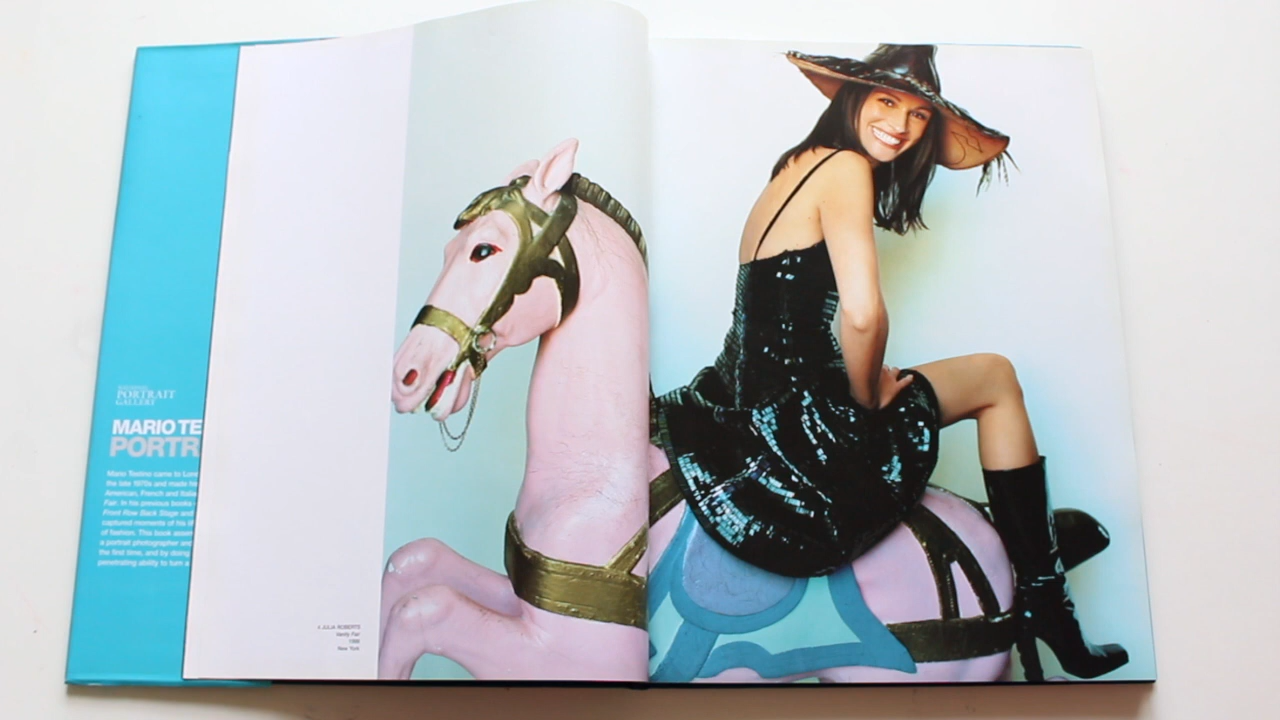 NATIONAL
PORTRAIT
GALLERY
MARIO TE
PORTR
Mario Testino came to Lon
the late 1970s and made hi
American, French and Italia
Fair. In his previous books
Front Row Back Stage and
captured moments of his li
of fashion. This book assem
a portrait photographer and
the first time, and by doing
penetrating ability to turn a
JULIA ROBERTS
Vanity Fair
1998
New York